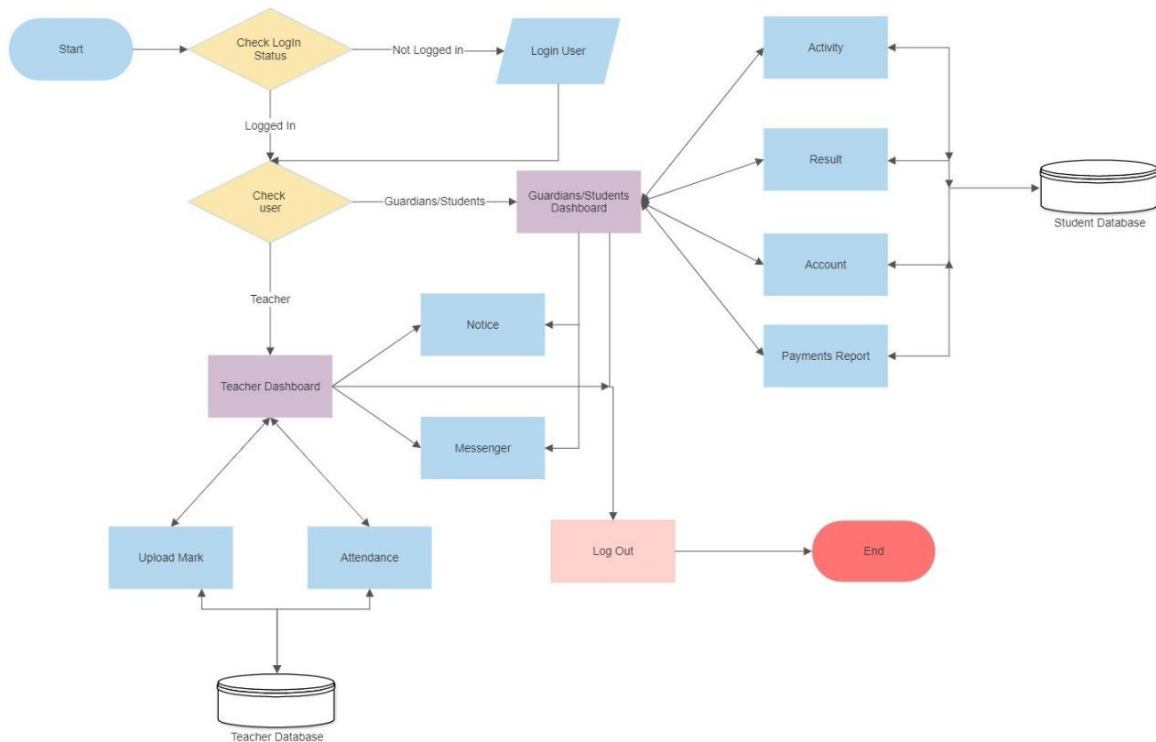 Start
Check LogIn
Status
Not Logged in
Login User
Activity
Logged In
Result
Check
user
Guardians/Students
Guardians/Students
Dashboard
Student Database
Account
Teacher
Notice
Payments Report
Teacher Dashboard
Messenger
Upload Mark
Attendance
Log Out
End
Teacher Database